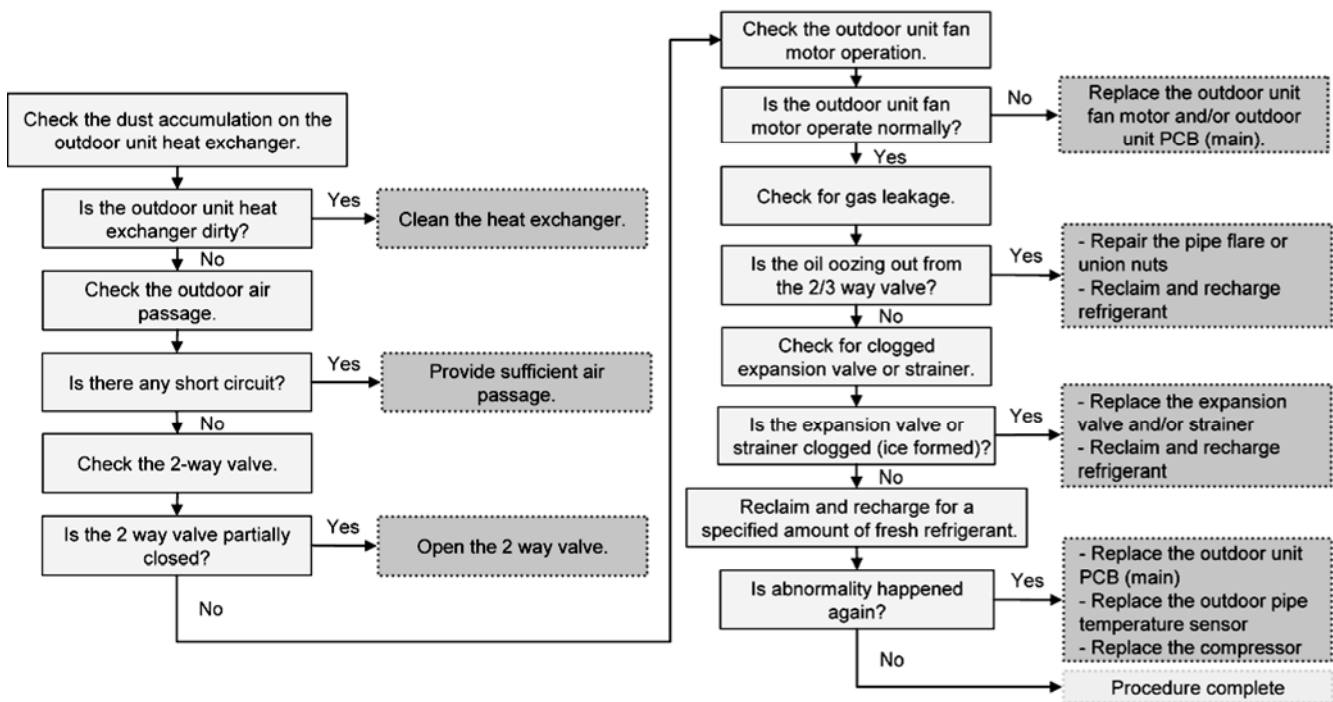 Check the dust accumulation on the
outdoor unit heat exchanger.
Is the outdoor unit heat
exchanger dirty?
Yes
Clean the heat exchanger.
No
Check the outdoor air
passage.
Is there any short circuit?
Yes
Provide sufficient air
passage.
No
Check the 2-way valve.
Is the 2 way valve partially
closed?
Yes
Open the 2 way valve.
No
Check the outdoor unit fan
motor operation.
Is the outdoor unit fan
motor operate normally?
No
Replace the outdoor unit
fan motor and/or outdoor
unit PCB (main).
Yes
Check for gas leakage.
Is the oil oozing out from
the 2/3 way valve?
Yes
- Repair the pipe flare or
union nuts
- Reclaim and recharge
refrigerant
No
Check for clogged
expansion valve or strainer.
Is the expansion valve or
strainer clogged (ice formed)?
Yes
- Replace the expansion
valve and/or strainer
- Reclaim and recharge
refrigerant
No
Reclaim and recharge for a
specified amount of fresh refrigerant.
Is abnormality happened
again?
Yes
- Replace the outdoor unit
PCB (main)
- Replace the outdoor pipe
temperature sensor
- Replace the compressor
No
Procedure complete